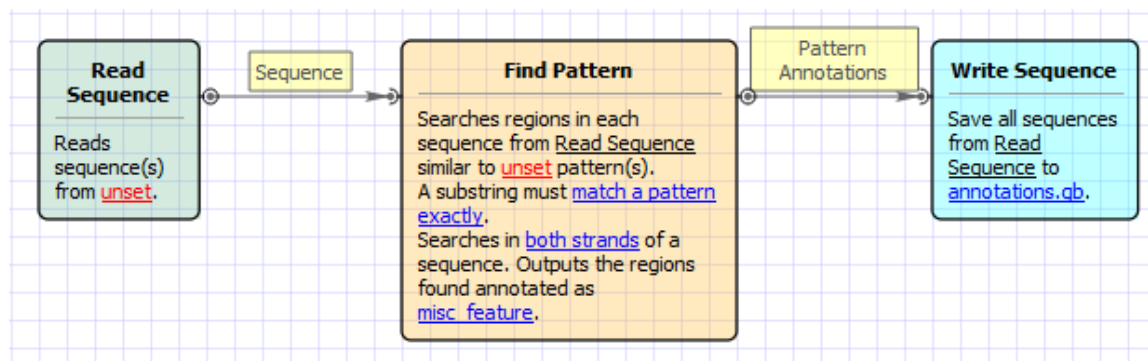 Read
Sequence
Reads
sequence(s)
from unset.
Sequence
Find Pattern
Searches regions in each
sequence from Read Sequence
similar to unset pattern(s).
A substring must match a pattern
exactly.
Searches in both strands of a
sequence. Outputs the regions
found annotated as
misc_feature.
Pattern
Annotations
Write Sequence
Save all sequences
from Read
Sequence to
annotations.gb.